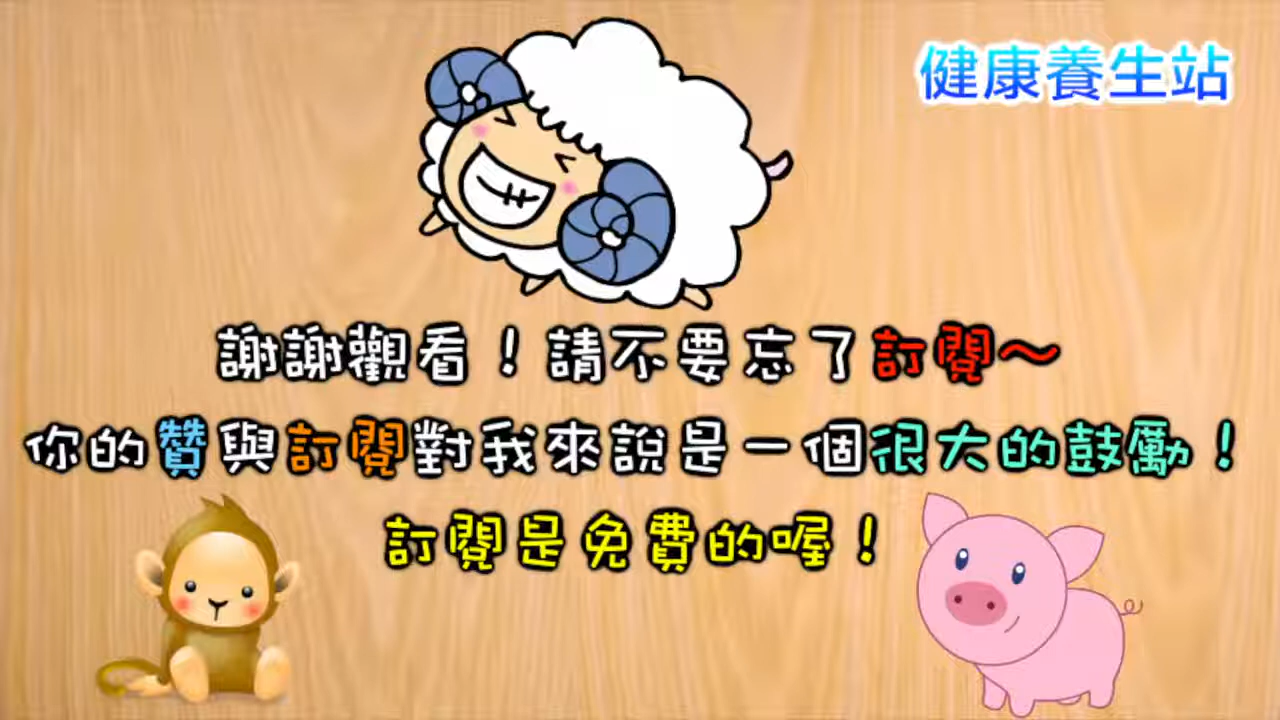 健康養生站
謝謝觀看！請不要忘了訂閱～
你的贊與訂閱對我來說是一個很大的鼓勵！
訂閱是免費的喔！